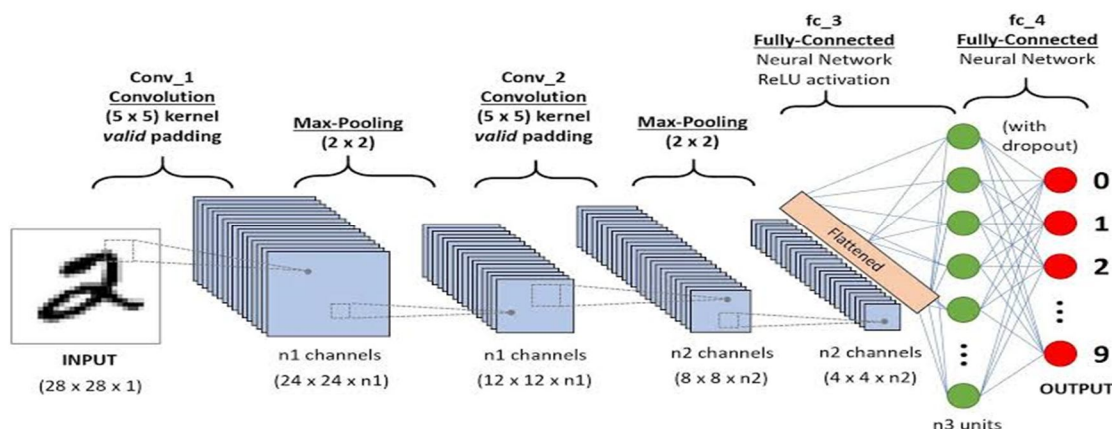 Conv_1
Convolution
(5 x 5) kernel
valid padding
Max-Pooling
(2 x 2)
Conv_2
Convolution
(5 x 5) kernel
valid padding
Max-Pooling
(2 x 2)
fc_3
Fully-Connected
Neural Network
ReLU activation
fc_4
Fully-Connected
Neural Network
(with
dropout)
2
INPUT
(28 x 28 x 1)
n1 channels
(24 x 24 x n1)
n1 channels
(12 x 12 x n1)
n2 channels
(8 x 8 x n2)
n2 channels
(4 x 4 x n2)
Flattened
n3 units
0
1
2
9
OUTPUT